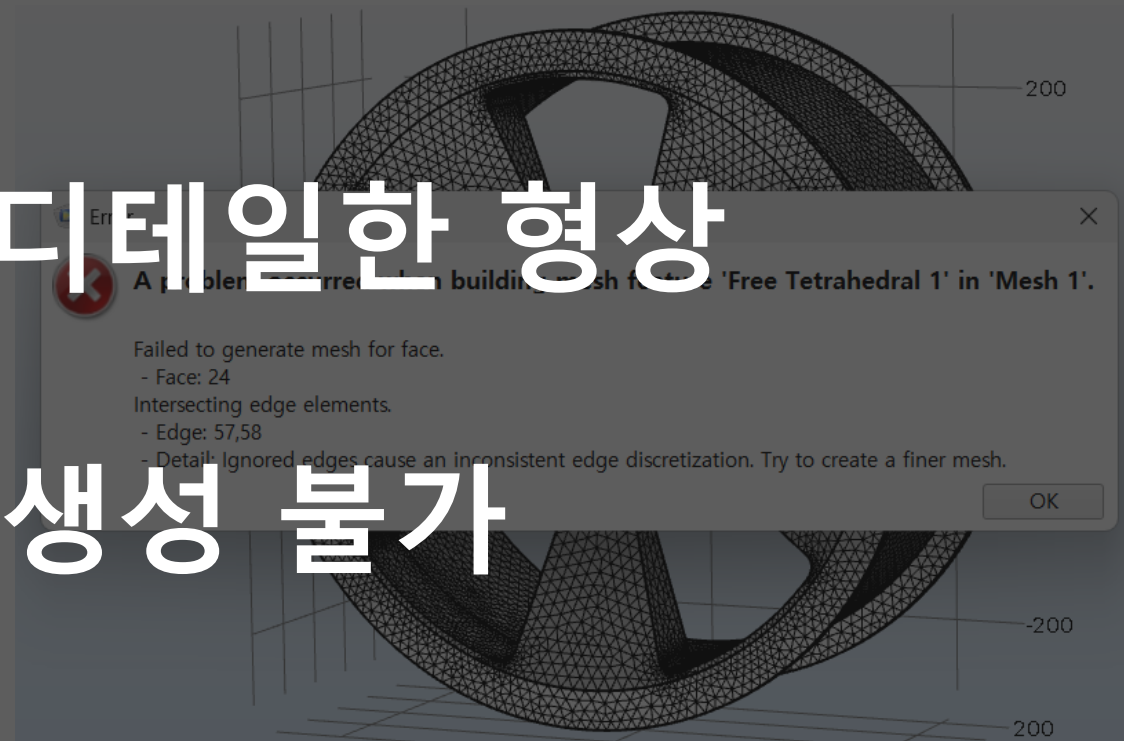 200
디테일한 형상
Error
A problem occurred when building mesh feature 'Free Tetrahedral 1' in 'Mesh 1'.
Failed to generate mesh for face.
- Face: 24
Intersecting edge elements.
- Edge: 57,58
- Detail: Ignored edges cause an inconsistent edge discretization. Try to create a finer mesh.
생성 불가
OK
-200
200